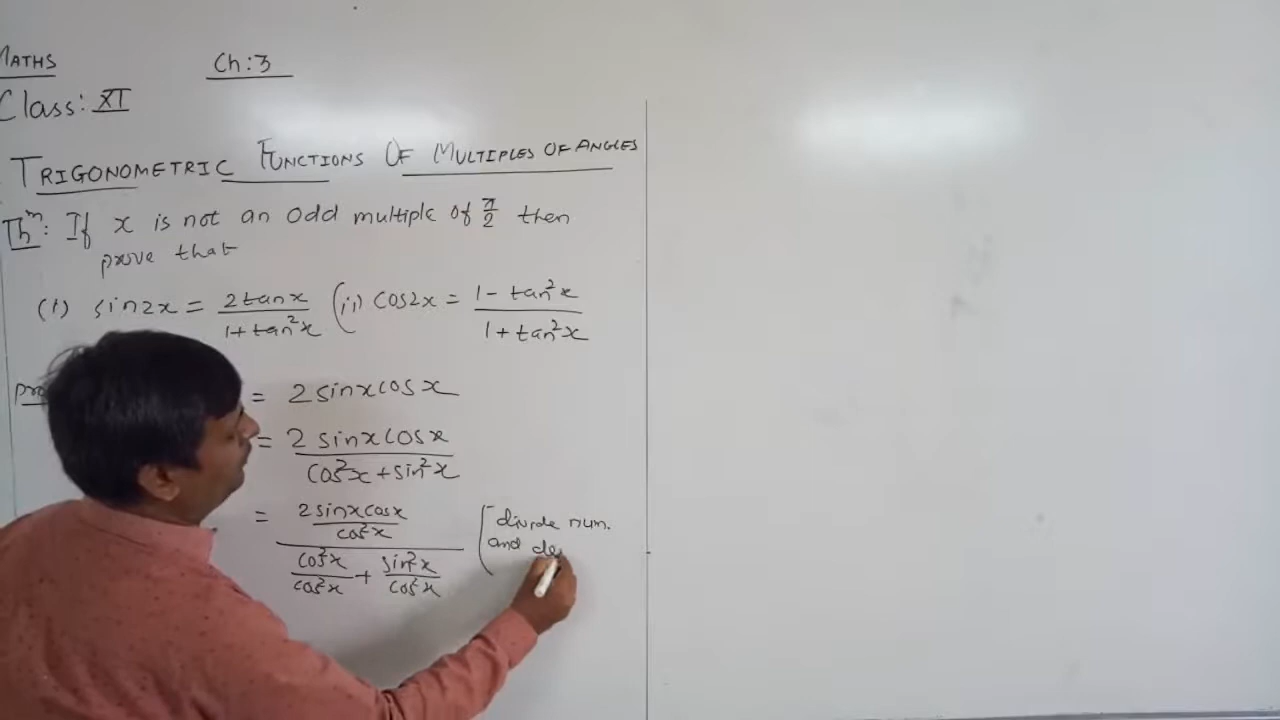 MATHS Ch:3
Class: XI
TRIGONOMETRIC FUNCTIONS OF MULTIPLES OF ANGLES
Thm: If x is not an odd multiple of π/2 then
prove that
(i) sin2x = 2tanx/1+tan²x (ii) cos2x = 1-tan²x/1+tan²x
= 2sinxcosx
= 2sinxcosx/cos²x+sin²x
= 2sinxcosx/cos²x / cos²x/cos²x + sin²x/cos²x (divide num.
and de